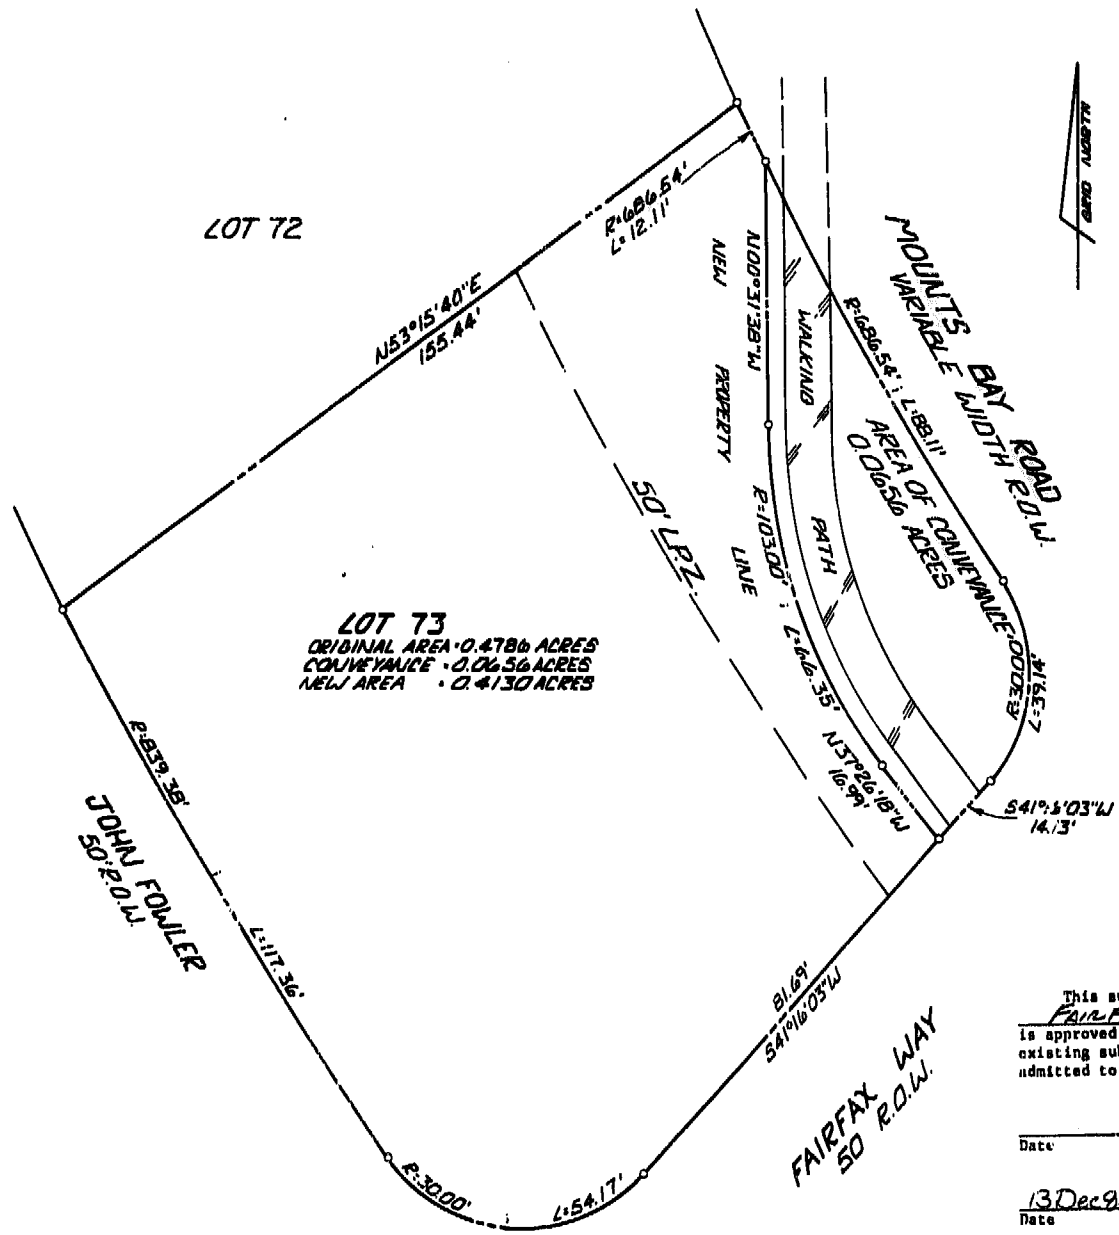 GRID NORTH
LOT 72
R=686.54'
L=12.11'
N53°15'40"E
155.44'
N00°31'38"W
NEW PROPERTY LINE
WALKING PATH
MOUNTS BAY ROAD
VARIABLE WIDTH R.O.W.
R=686.54'; L=88.11'
AREA OF CONVEYANCE:
0.0656 ACRES
50' L.P.Z.
R=103.00'; L=66.35'
R=30.00'
L=39.14'
LOT 73
ORIGINAL AREA = 0.4786 ACRES
CONVEYANCE = 0.0656 ACRES
NEW AREA = 0.4130 ACRES
N37°26'18"W
16.99'
S41°16'03"W
14.13'
R=839.38'
JOHN FOWLER
50' R.O.W.
L=117.36'
81.69'
S41°16'03"W
FAIRFAX WAY
50 R.O.W.
R=30.00'
L=54.17'
This
is approved
existing
admitted to
Date
13 Dec
Date